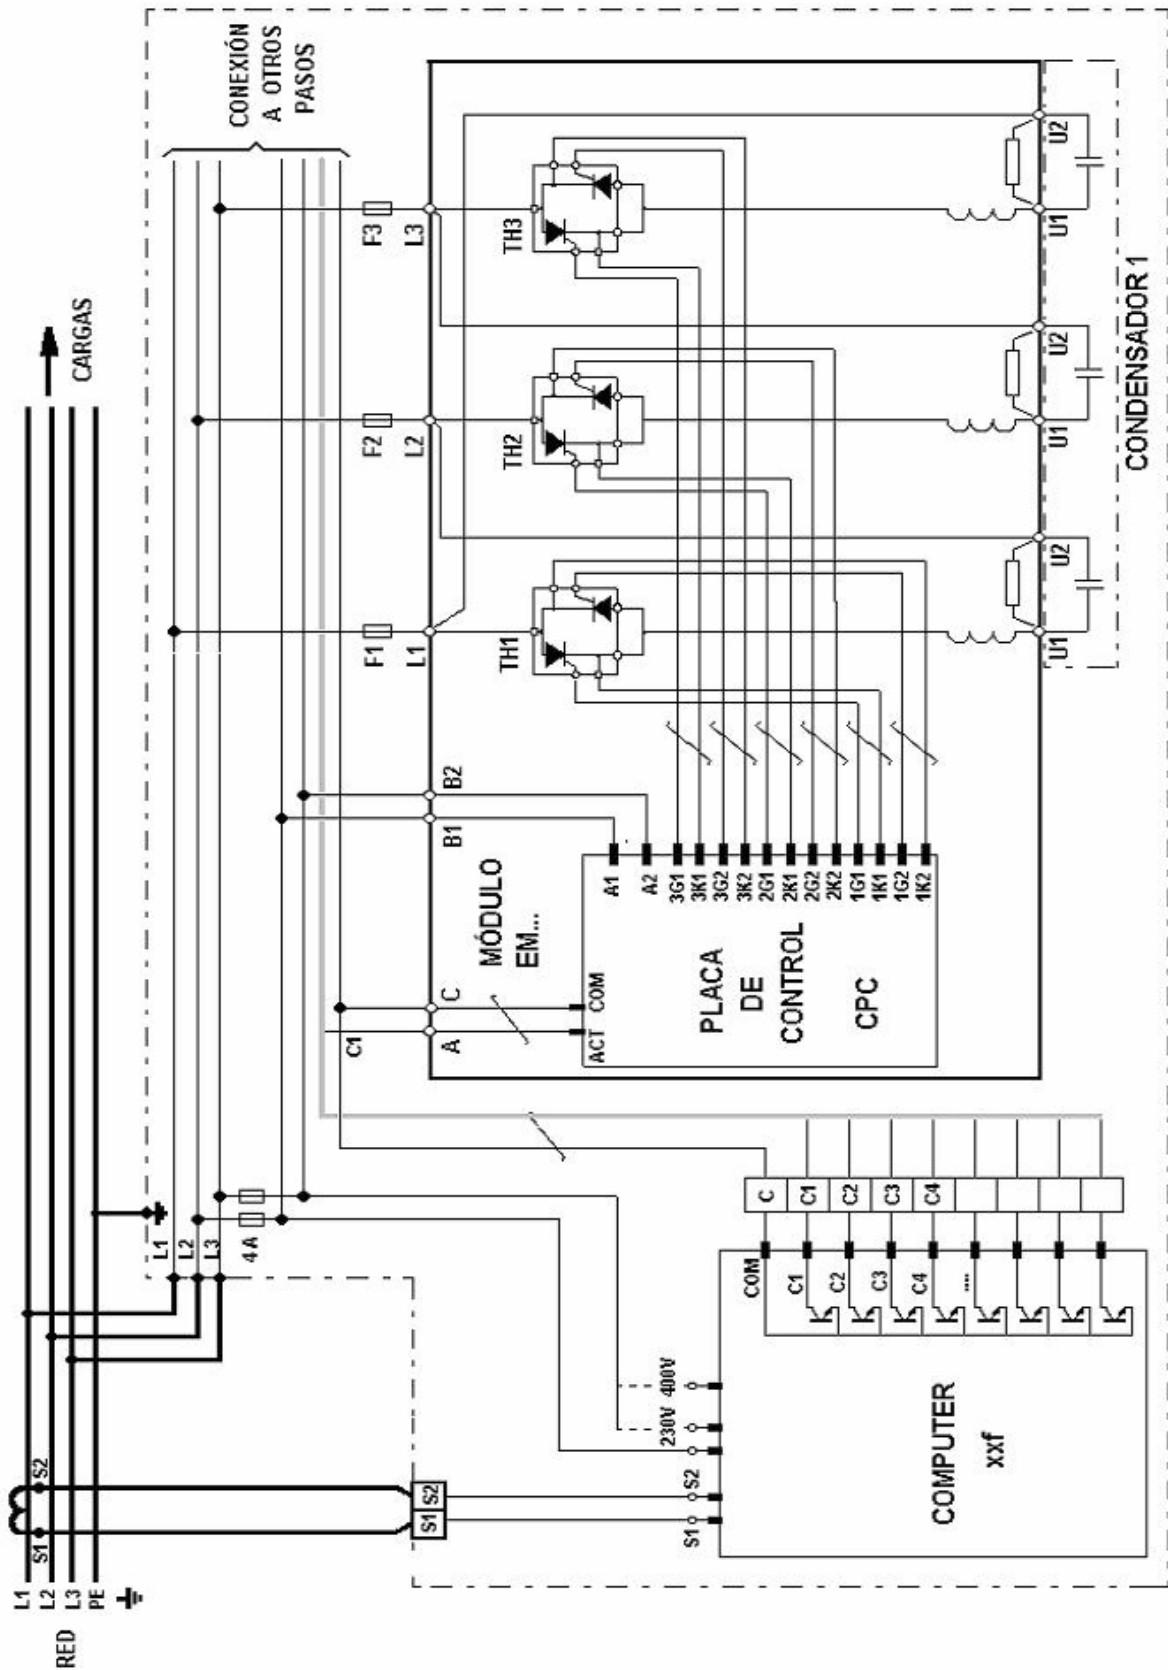 RED
L1
L2
L3
PE
S1
S2
CARGAS
CONEXIÓN
A OTROS
PASOS
L1
L2
L3
4A
S1
S2
F1
F2
F3
L1
L2
L3
C1
A
C
B1
B2
MÓDULO
EM...
TH1
TH2
TH3
ACT
COM
A1
A2
3G1
3K1
3G2
3K2
2G1
2K1
2G2
2K2
1G1
1K1
1G2
1K2
PLACA
DE
CONTROL
CPC
S1
S2
230V
400V
COM
C
C1
C2
C3
C4
C1
C2
C3
C4
....
COMPUTER
xxf
U1
U2
U1
U2
U1
U2
CONDENSADOR 1